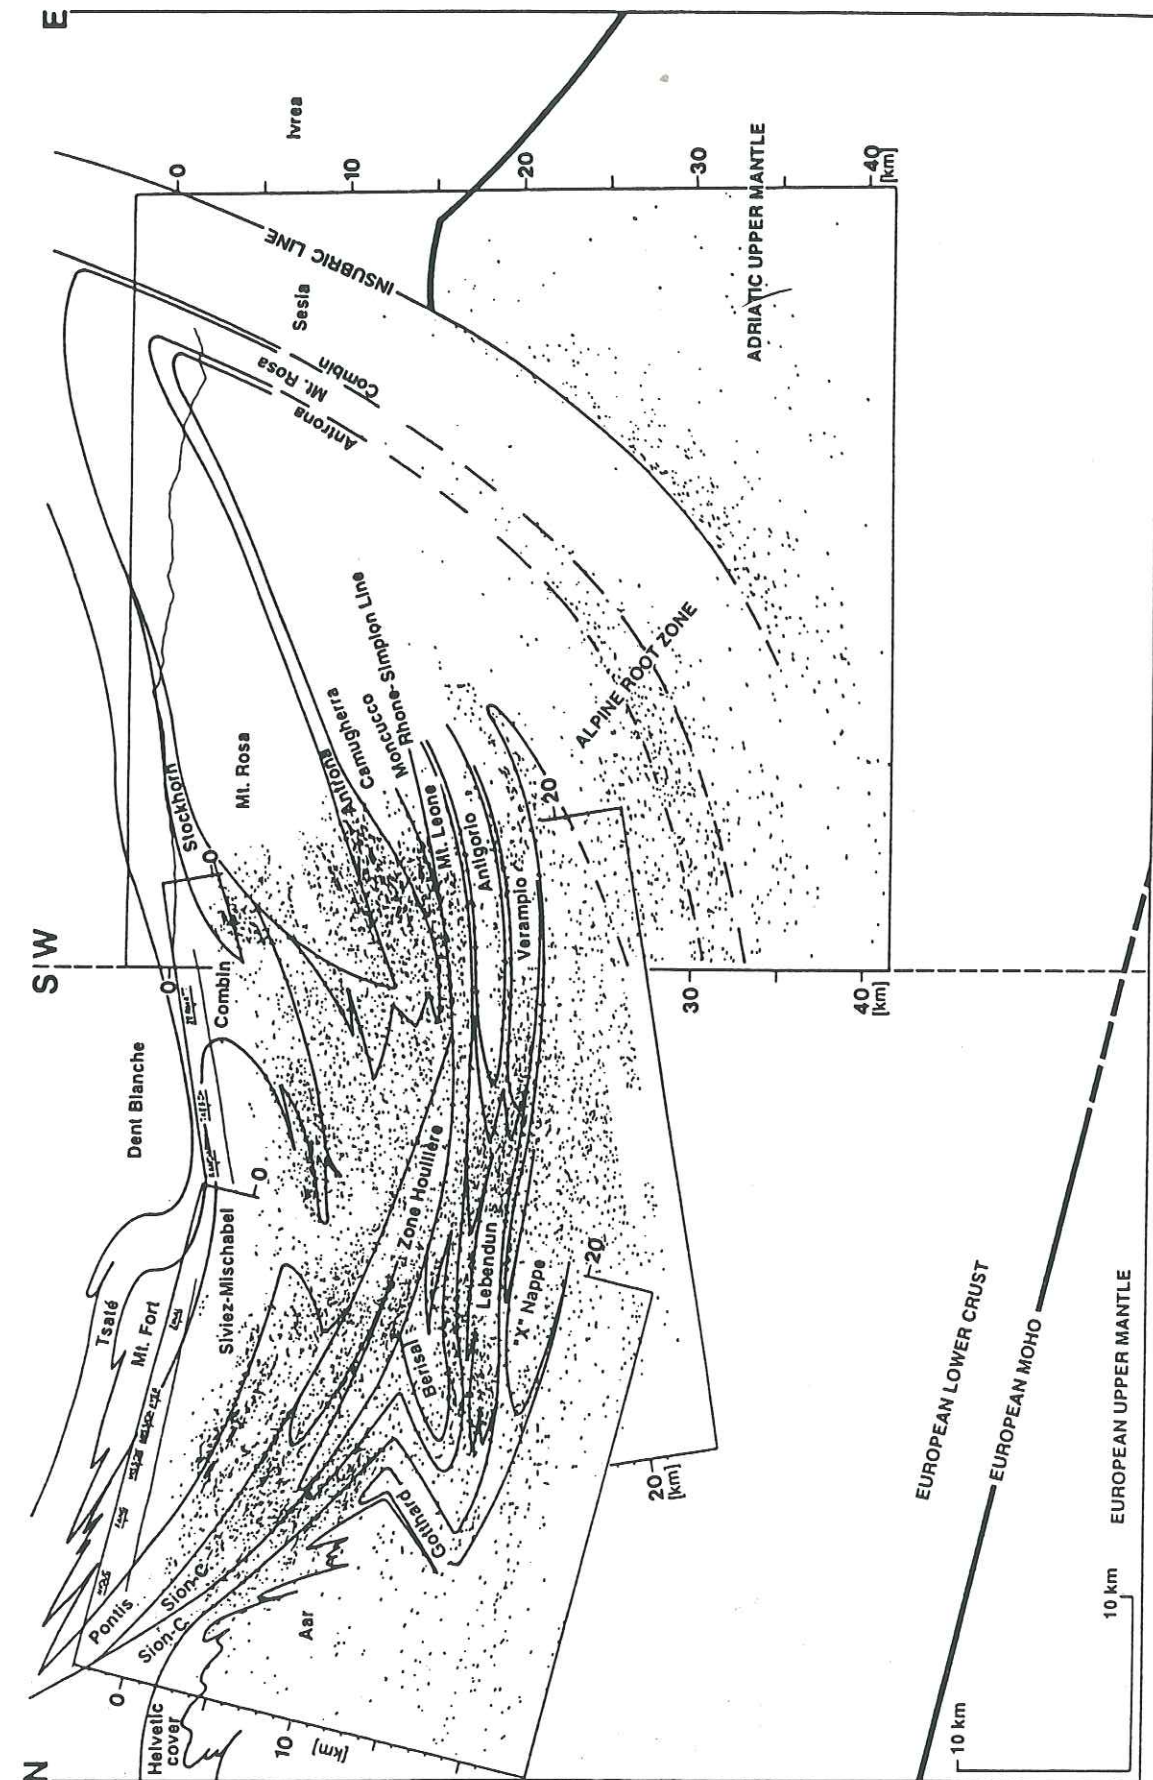 N
S
W
E
Helvetic
cover
Pontis
Sion-C
Sion-C
Aar
Gotthard
Tsaté
Mt. Fort
Siviez-Mischabel
Dent Blanche
Combin
Stockhorn
Mt. Rosa
Berisal
Zone Houillère
Lebendun
"X" Nappe
Antrona
Camughera
Moncucco
Rhone-Simplon Line
Mt. Leone
Antigorio
Verampio
Antrona
Mt. Rosa
Combin
Sesia
INSUBRIC LINE
Ivrea
ALPINE ROOT ZONE
ADRIATIC UPPER MANTLE
EUROPEAN LOWER CRUST
EUROPEAN MOHO
EUROPEAN UPPER MANTLE
0
10
[km]
0
20
20
[km]
0
0
20
30
40
[km]
0
10
20
30
40
[km]
10 km
10 km